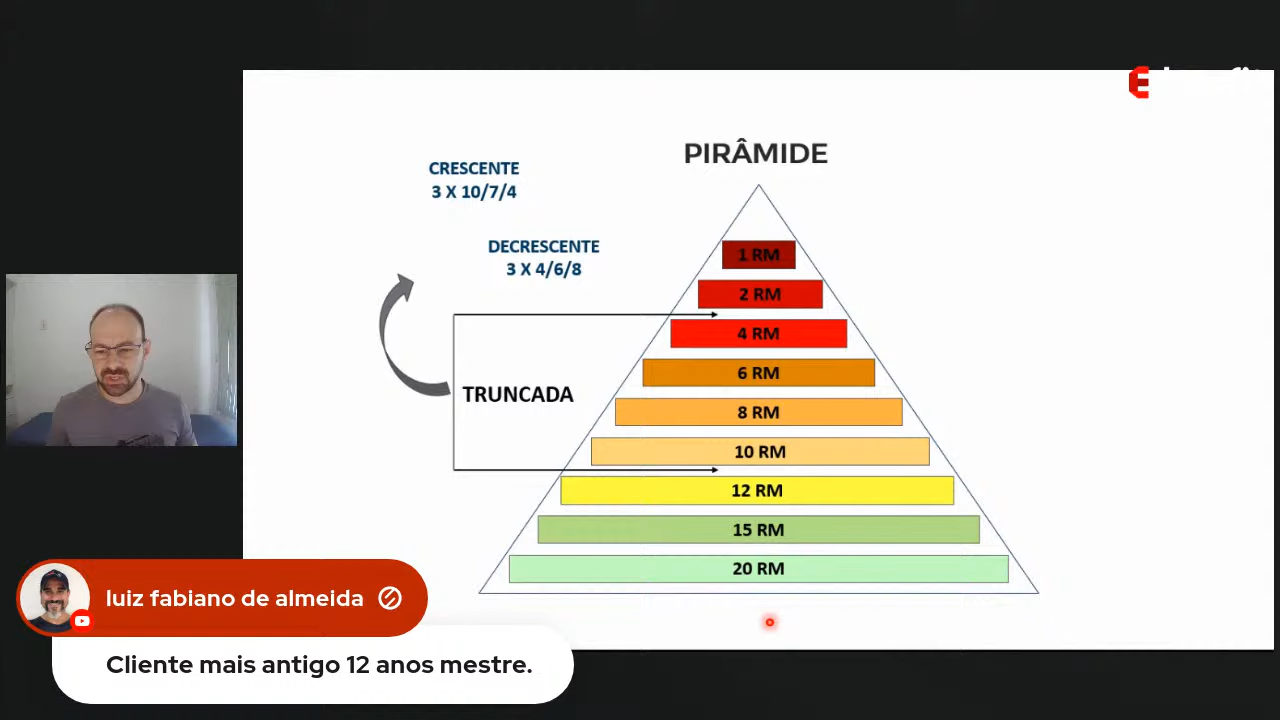 PIRÂMIDE
CRESCENTE
3 X 10/7/4
DECRESCENTE
3 X 4/6/8
TRUNCADA
1 RM
2 RM
4 RM
6 RM
8 RM
10 RM
12 RM
15 RM
20 RM
luiz fabiano de almeida
Cliente mais antigo 12 anos mestre.